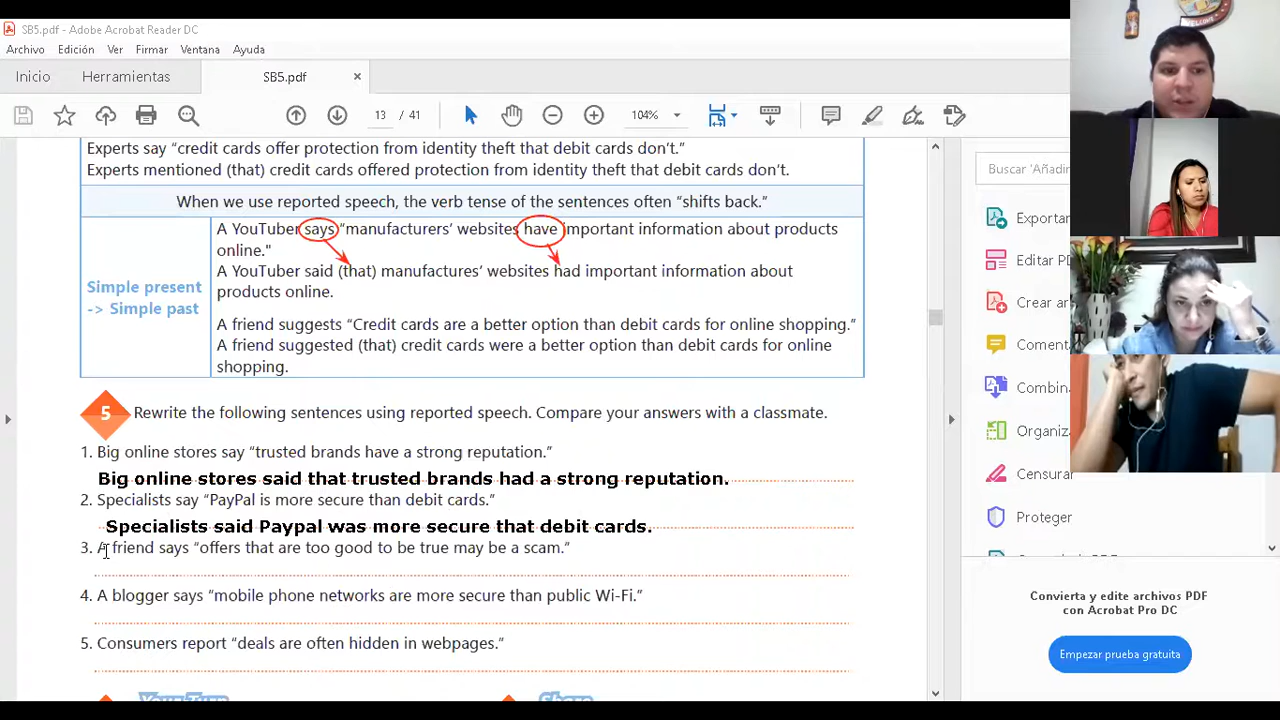 SB5.pdf - Adobe Acrobat Reader DC
Archivo Edición Ver Firmar Ventana Ayuda
Inicio Herramientas SB5.pdf ×
13 / 41 104%
Experts say “credit cards offer protection from identity theft that debit cards don’t.”
Experts mentioned (that) credit cards offered protection from identity theft that debit cards don’t.
When we use reported speech, the verb tense of the sentences often “shifts back.”
Simple present
-> Simple past
A YouTuber says “manufacturers’ websites have important information about products
online."
A YouTuber said (that) manufactures’ websites had important information about
products online.
A friend suggests “Credit cards are a better option than debit cards for online shopping.”
A friend suggested (that) credit cards were a better option than debit cards for online
shopping.
5 Rewrite the following sentences using reported speech. Compare your answers with a classmate.
1. Big online stores say “trusted brands have a strong reputation.”
Big online stores said that trusted brands had a strong reputation.
2. Specialists say “PayPal is more secure than debit cards.”
Specialists said Paypal was more secure that debit cards.
3. A friend says “offers that are too good to be true may be a scam.”
4. A blogger says “mobile phone networks are more secure than public Wi-Fi.”
5. Consumers report “deals are often hidden in webpages.”
Your Turn
Share
Buscar 'Añadir
Exportar
Editar PD
Crear ar
Comenta
Combin
Organiz
Censurar
Proteger
Convierta y edite archivos PDF
con Acrobat Pro DC
Empezar prueba gratuita
WELCOME